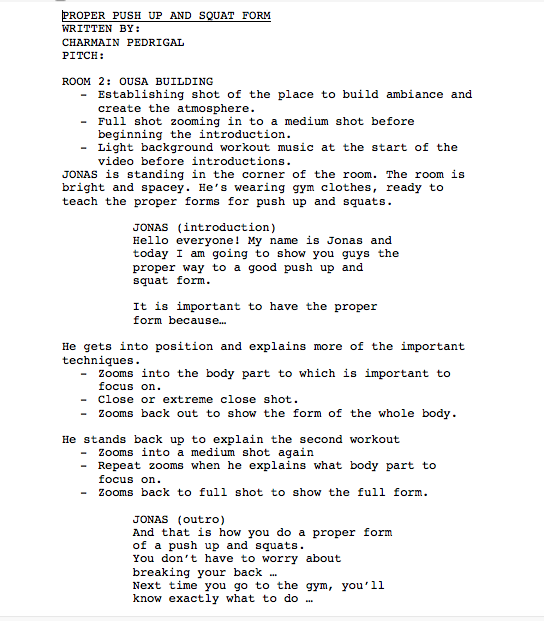 PROPER PUSH UP AND SQUAT FORM
WRITTEN BY:
CHARMAIN PEDRIGAL
PITCH:
ROOM 2: OUSA BUILDING
- Establishing shot of the place to build ambiance and
create the atmosphere.
- Full shot zooming in to a medium shot before
beginning the introduction.
- Light background workout music at the start of the
video before introductions.
JONAS is standing in the corner of the room. The room is
bright and spacey. He's wearing gym clothes, ready to
teach the proper forms for push up and squats.
JONAS (introduction)
Hello everyone! My name is Jonas and
today I am going to show you guys the
proper way to a good push up and
squat form.
It is important to have the proper
form because…
He gets into position and explains more of the important
techniques.
- Zooms into the body part to which is important to
focus on.
- Close or extreme close shot.
- Zooms back out to show the form of the whole body.
He stands back up to explain the second workout
- Zooms into a medium shot again
- Repeat zooms when he explains what body part to
focus on.
- Zooms back to full shot to show the full form.
JONAS (outro)
And that is how you do a proper form
of a push up and squats.
You don't have to worry about
breaking your back …
Next time you go to the gym, you'll
know exactly what to do …